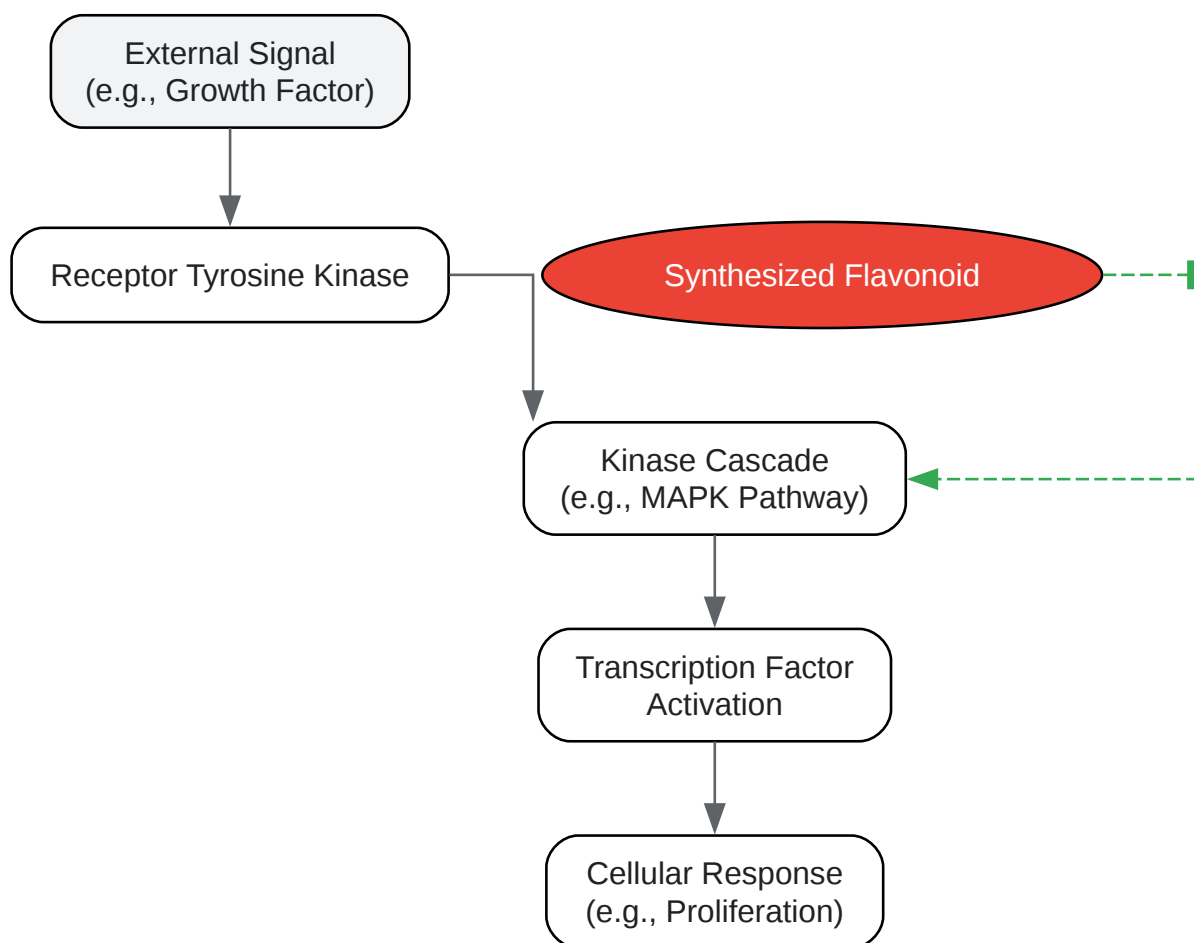 External Signal
(e.g., Growth Factor)
Receptor Tyrosine Kinase
Synthesized Flavonoid
Kinase Cascade
(e.g., MAPK Pathway)
Transcription Factor
Activation
Cellular Response
(e.g., Proliferation)